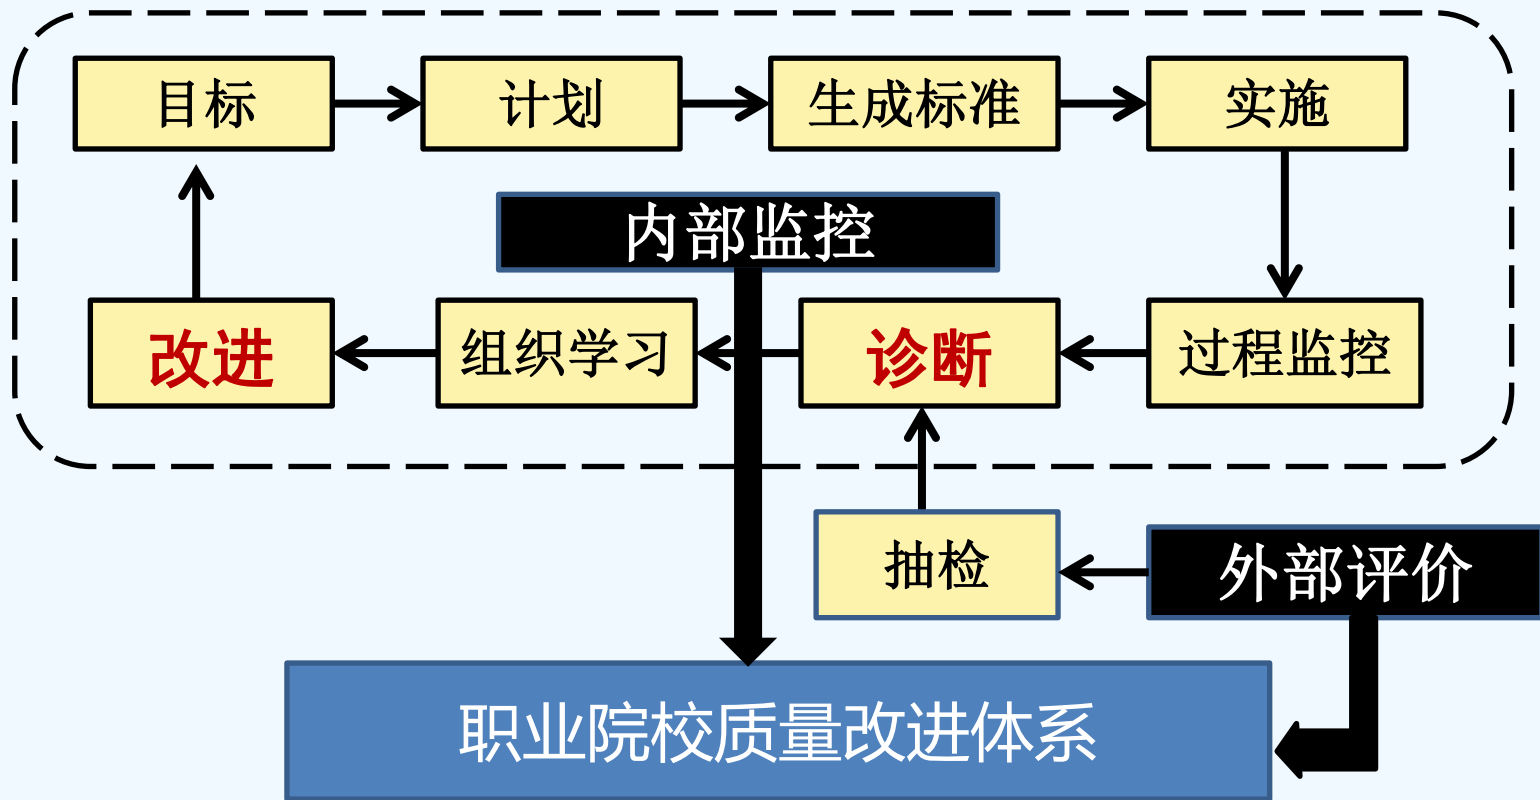 目标
计划
生成标准
实施
内部监控
改进
组织学习
诊断
过程监控
抽检
外部评价
职业院校质量改进体系